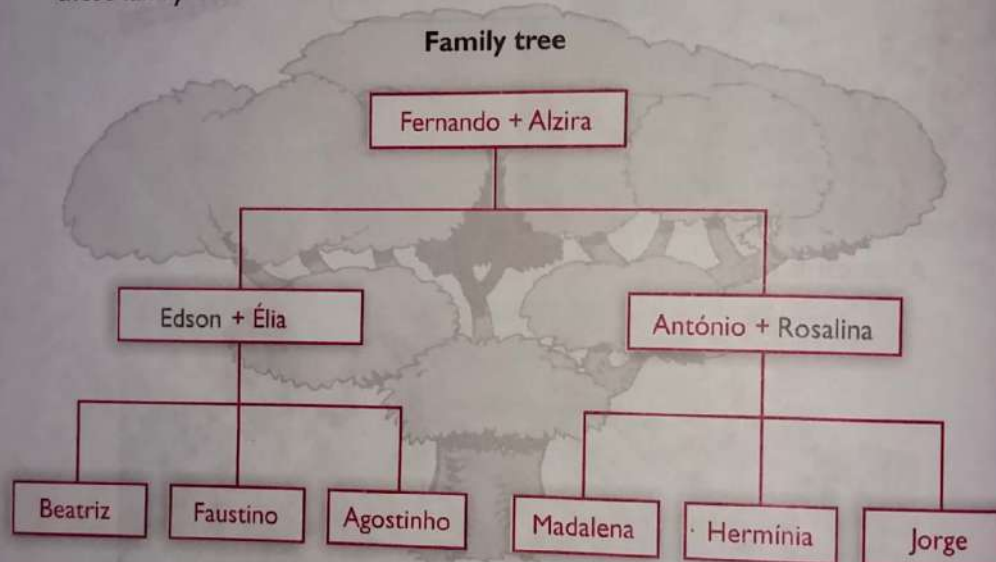 Family tree
Fernando + Alzira
Edson + Élia
António + Rosalina
Beatriz
Faustino
Agostinho
Madalena
Hermínia
Jorge